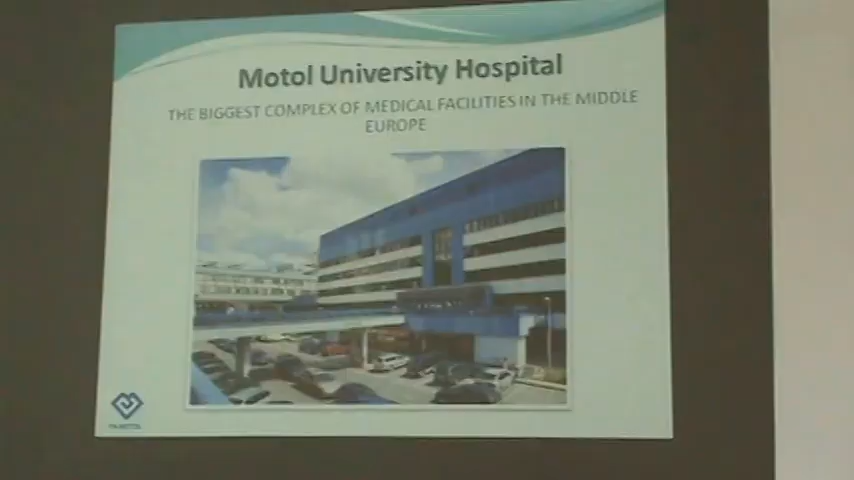 Motol University Hospital
THE BIGGEST COMPLEX OF MEDICAL FACILITIES IN THE MIDDLE
EUROPE